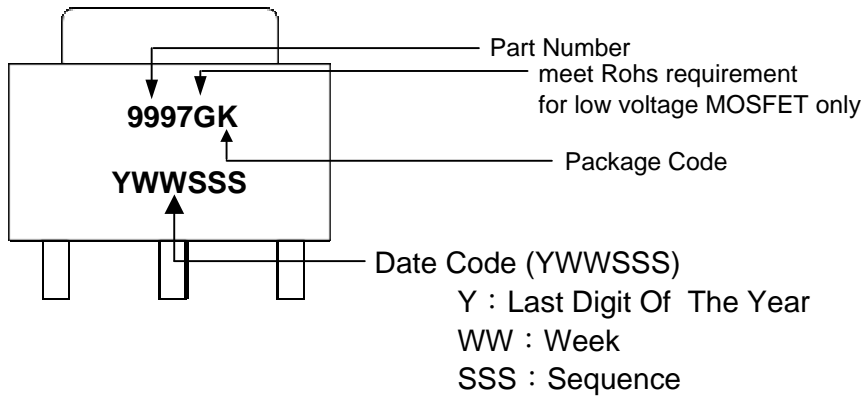 Part Number
meet Rohs requirement
for low voltage MOSFET only
9997GK
Package Code
YWWSSS
Date Code (YWWSSS)
Y：Last Digit Of The Year
WW：Week
SSS：Sequence